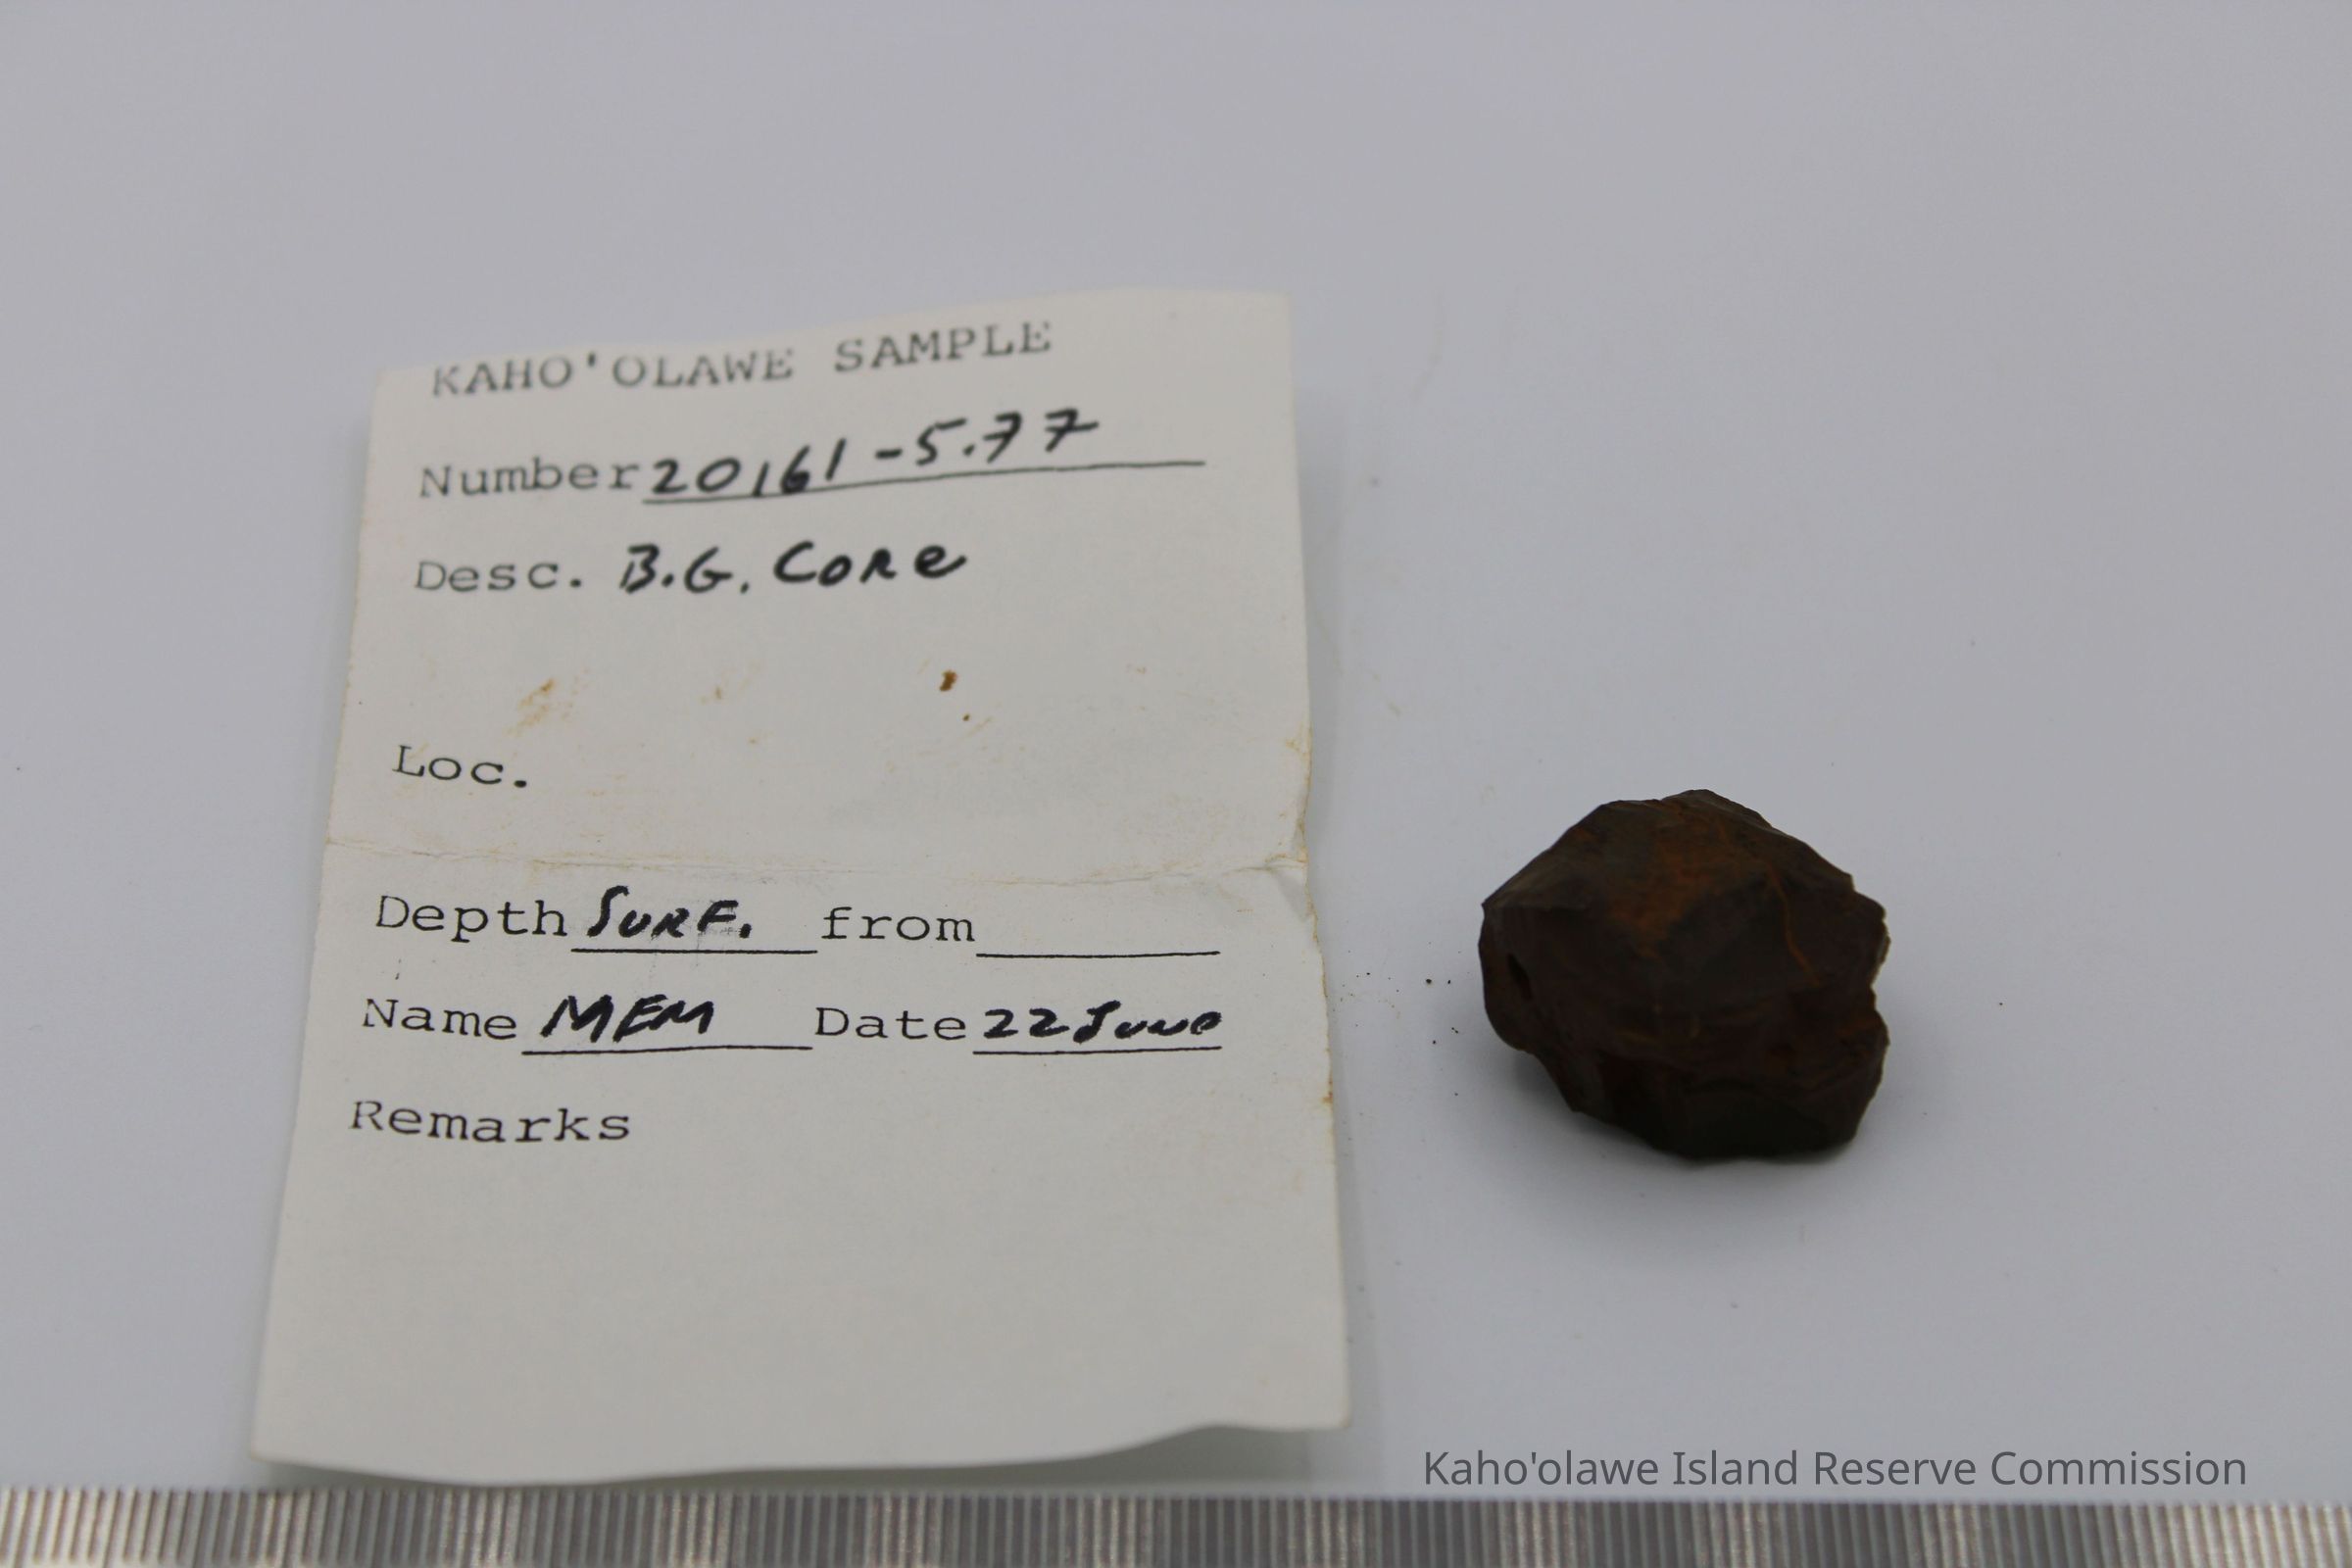 KAHO'OLAWE SAMPLE
Number 20161-5.77
Desc. B.G. Core
Loc.
Depth SURF. from
Name MEM Date 22 June
Remarks
Kaho'olawe Island Reserve Commission